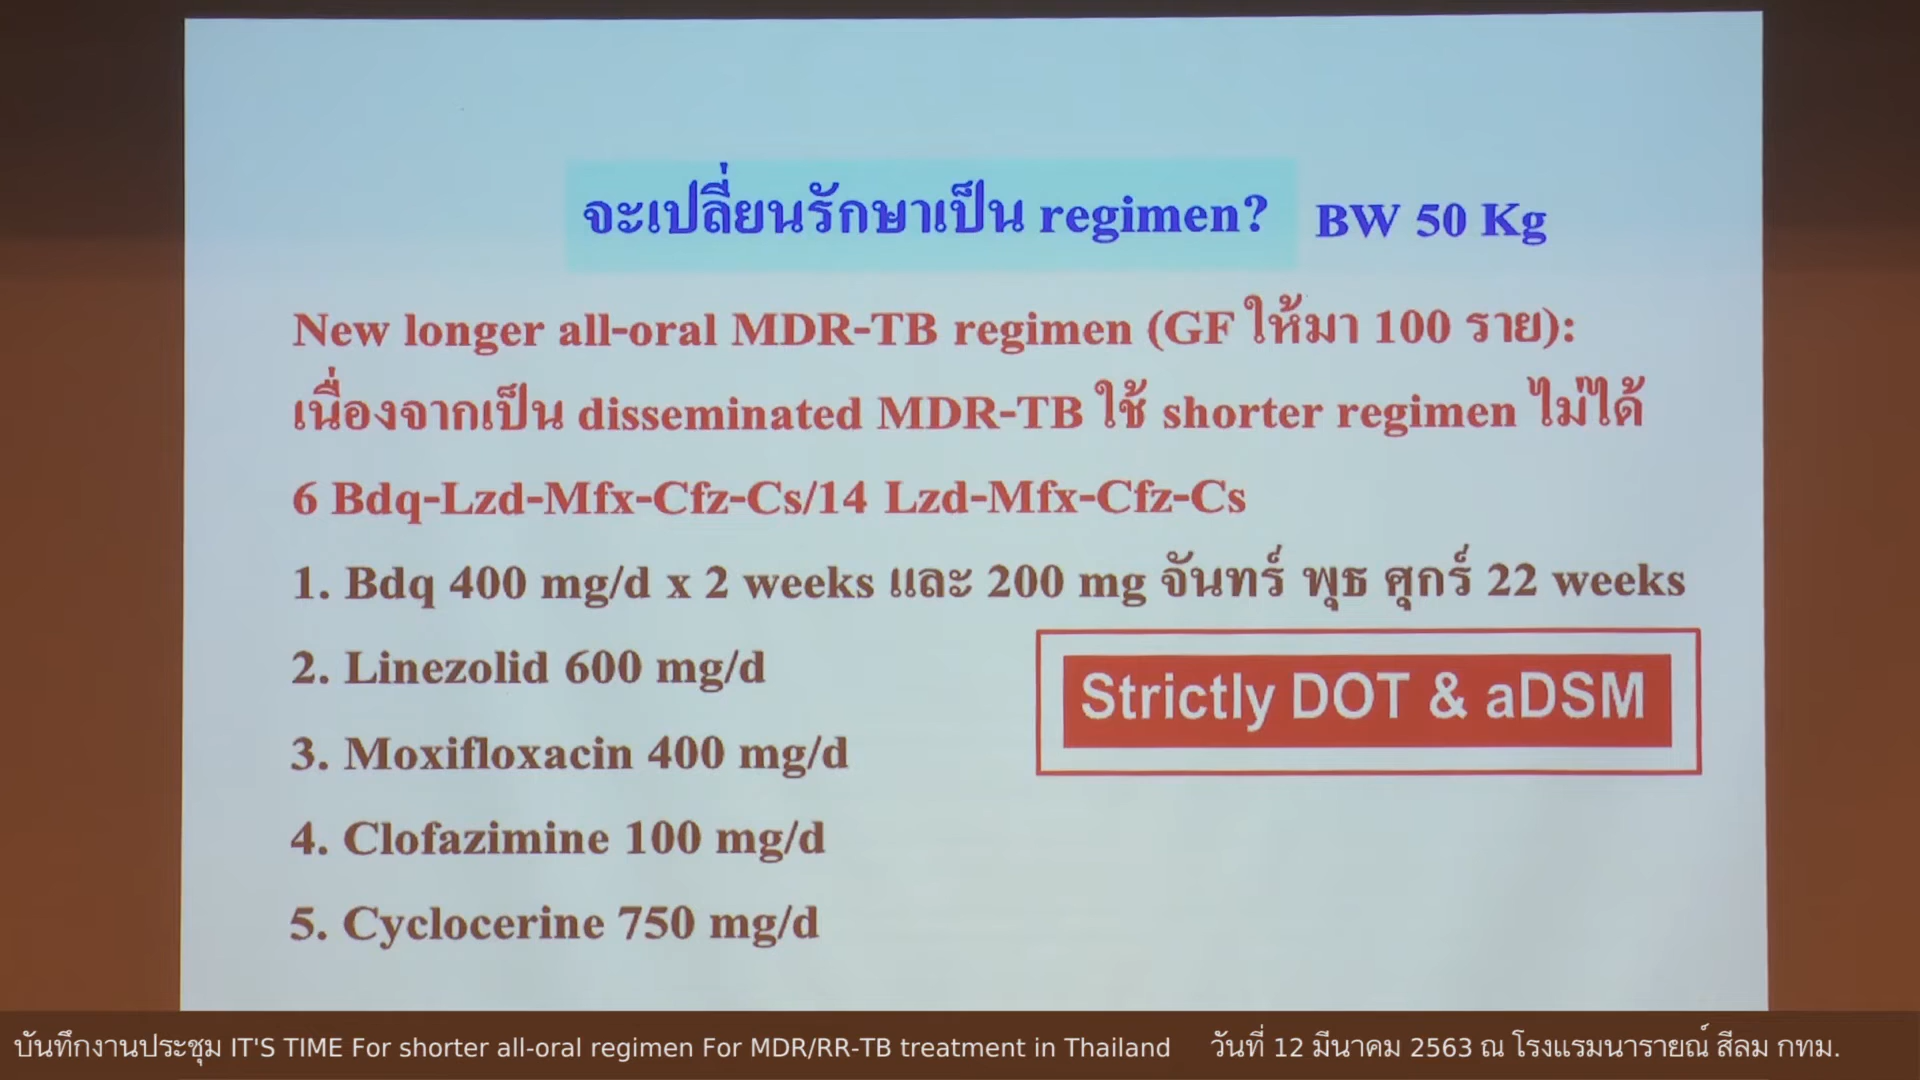 จะเปลี่ยนรักษาเป็น regimen? BW 50 Kg
New longer all-oral MDR-TB regimen (GF ให้มา 100 ราย):
เนื่องจากเป็น disseminated MDR-TB ใช้ shorter regimen ไม่ได้
6 Bdq-Lzd-Mfx-Cfz-Cs/14 Lzd-Mfx-Cfz-Cs
1. Bdq 400 mg/d x 2 weeks และ 200 mg จันทร์ พุธ ศุกร์ 22 weeks
2. Linezolid 600 mg/d
Strictly DOT & aDSM
3. Moxifloxacin 400 mg/d
4. Clofazimine 100 mg/d
5. Cyclocerine 750 mg/d
บันทึกงานประชุม IT'S TIME For shorter all-oral regimen For MDR/RR-TB treatment in Thailand วันที่ 12 มีนาคม 2563 ณ โรงแรมนารายณ์ สีลม กทม.